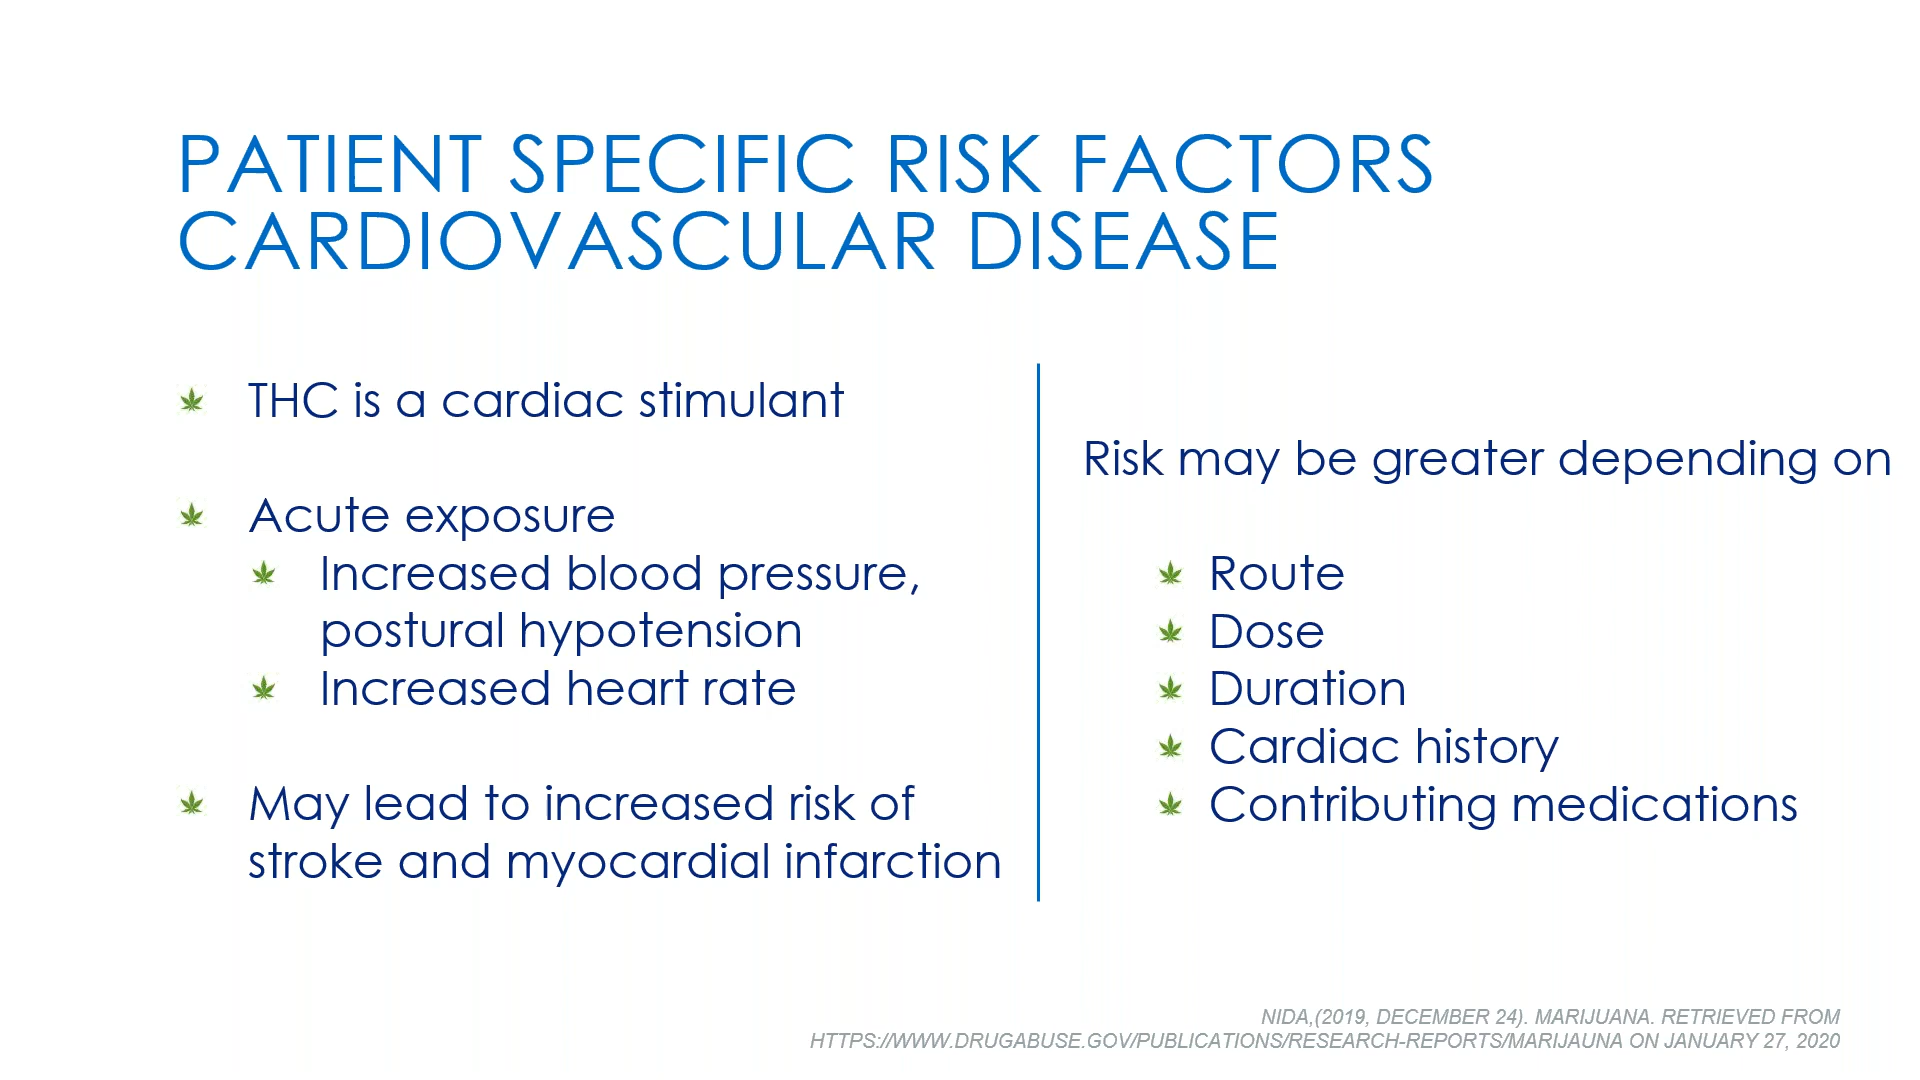 PATIENT SPECIFIC RISK FACTORS
CARDIOVASCULAR DISEASE
THC is a cardiac stimulant
Acute exposure
Increased blood pressure,
postural hypotension
Increased heart rate
May lead to increased risk of
stroke and myocardial infarction
Risk may be greater depending on
Route
Dose
Duration
Cardiac history
Contributing medications
NIDA,(2019, DECEMBER 24). MARIJUANA. RETRIEVED FROM
HTTPS://WWW.DRUGABUSE.GOV/PUBLICATIONS/RESEARCH-REPORTS/MARIJAUNA ON JANUARY 27, 2020